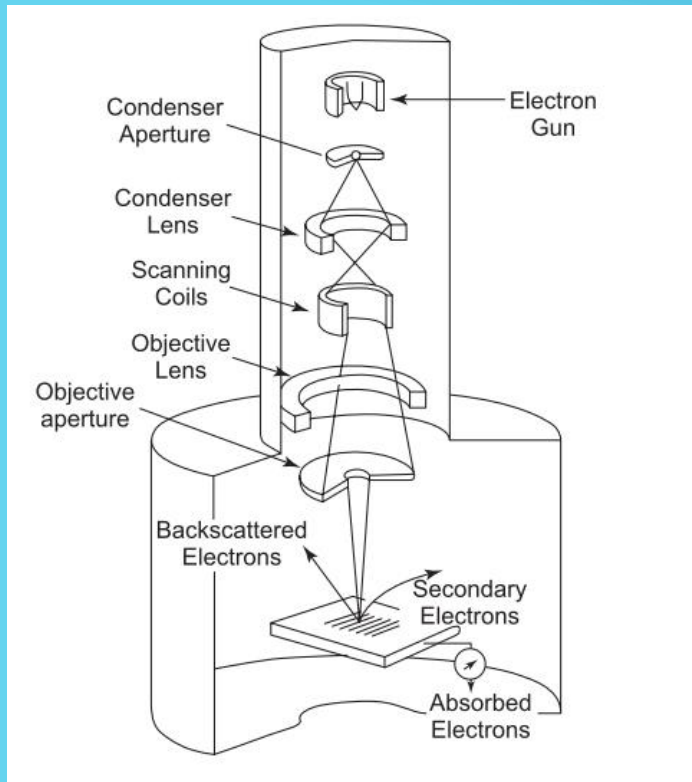 Condenser
Aperture
Electron
Gun
Condenser
Lens
Scanning
Coils
Objective
Lens
Objective
aperture
Backscattered
Electrons
Secondary
Electrons
Absorbed
Electrons